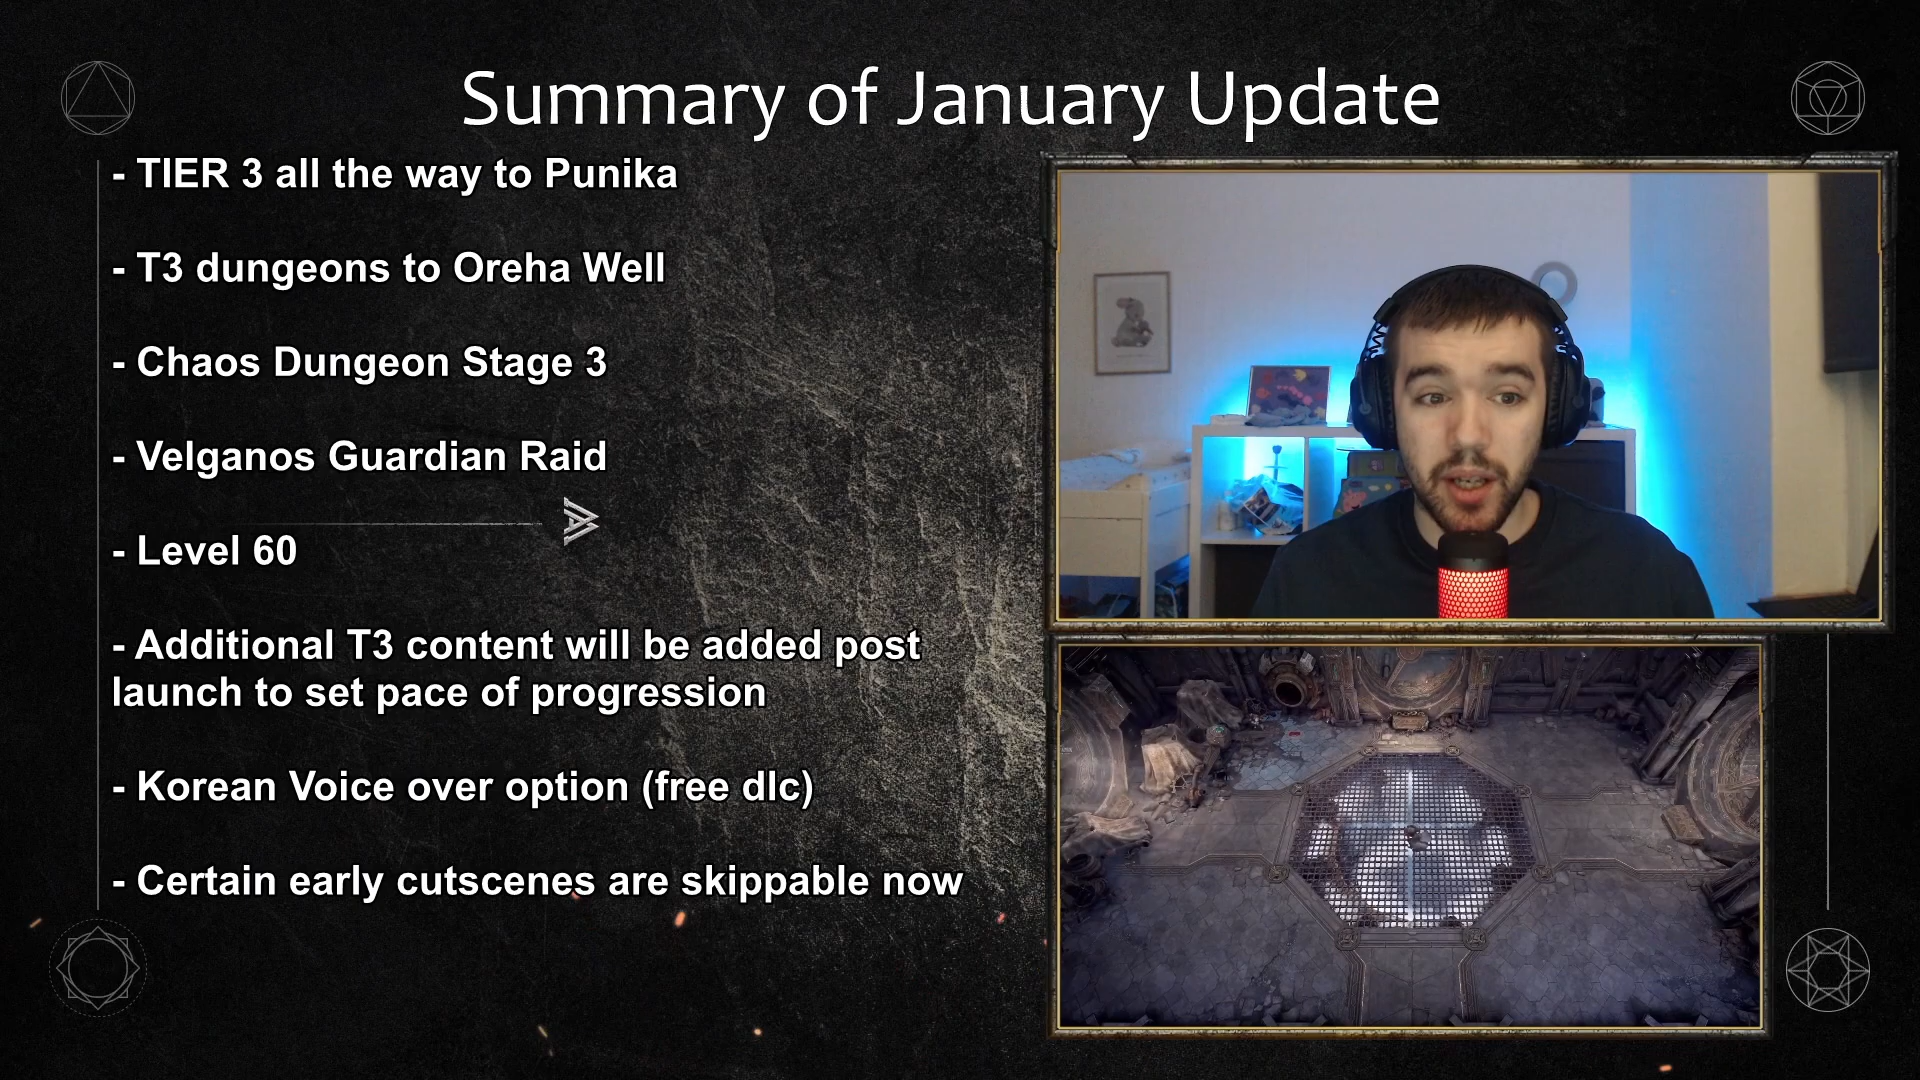 Summary of January Update
- TIER 3 all the way to Punika
- T3 dungeons to Oreha Well
- Chaos Dungeon Stage 3
- Velganos Guardian Raid
- Level 60
- Additional T3 content will be added post
launch to set pace of progression
- Korean Voice over option (free dlc)
- Certain early cutscenes are skippable now